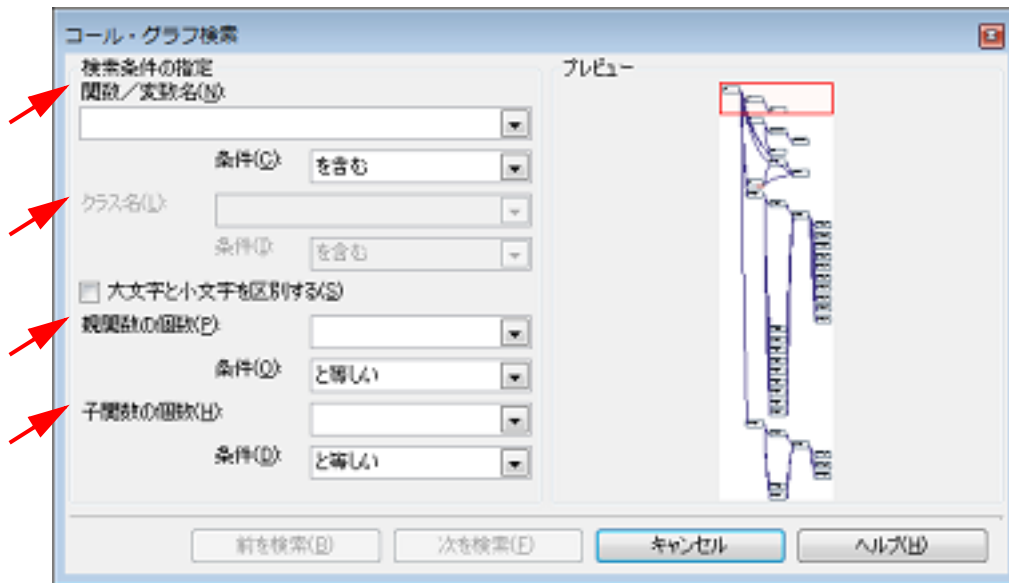 コール・グラフ検索
検索条件の指定
関数／変数名(N):
条件(C):
を含む
クラス名(L):
条件(I):
を含む
大文字と小文字を区別する(S)
親関数の個数(P):
条件(O):
と等しい
子関数の個数(H):
条件(D):
と等しい
プレビュー
前を検索(B)
次を検索(F)
キャンセル
ヘルプ(H)